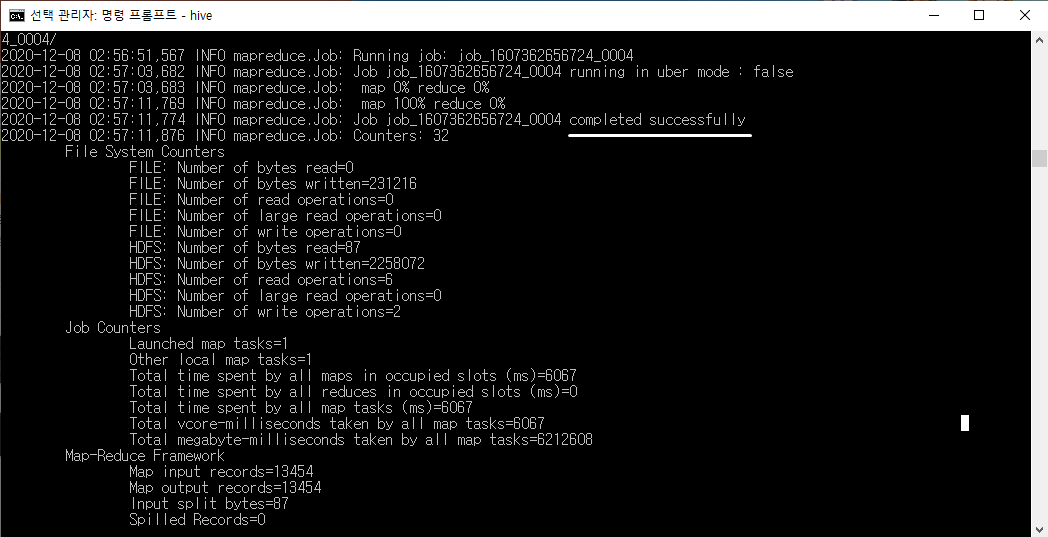 선택 관리자: 명령 프롬프트 - hive
4_0004/
2020-12-08 02:56:51,567 INFO mapreduce.Job: Running job: job_1607362656724_0004
2020-12-08 02:57:03,682 INFO mapreduce.Job: Job job_1607362656724_0004 running in uber mode : false
2020-12-08 02:57:03,683 INFO mapreduce.Job:  map 0% reduce 0%
2020-12-08 02:57:11,769 INFO mapreduce.Job:  map 100% reduce 0%
2020-12-08 02:57:11,774 INFO mapreduce.Job: Job job_1607362656724_0004 completed successfully
2020-12-08 02:57:11,876 INFO mapreduce.Job: Counters: 32
File System Counters
FILE: Number of bytes read=0
FILE: Number of bytes written=231216
FILE: Number of read operations=0
FILE: Number of large read operations=0
FILE: Number of write operations=0
HDFS: Number of bytes read=87
HDFS: Number of bytes written=2258072
HDFS: Number of read operations=6
HDFS: Number of large read operations=0
HDFS: Number of write operations=2
Job Counters
Launched map tasks=1
Other local map tasks=1
Total time spent by all maps in occupied slots (ms)=6067
Total time spent by all reduces in occupied slots (ms)=0
Total time spent by all map tasks (ms)=6067
Total vcore-milliseconds taken by all map tasks=6067
Total megabyte-milliseconds taken by all map tasks=6212608
Map-Reduce Framework
Map input records=13454
Map output records=13454
Input split bytes=87
Spilled Records=0